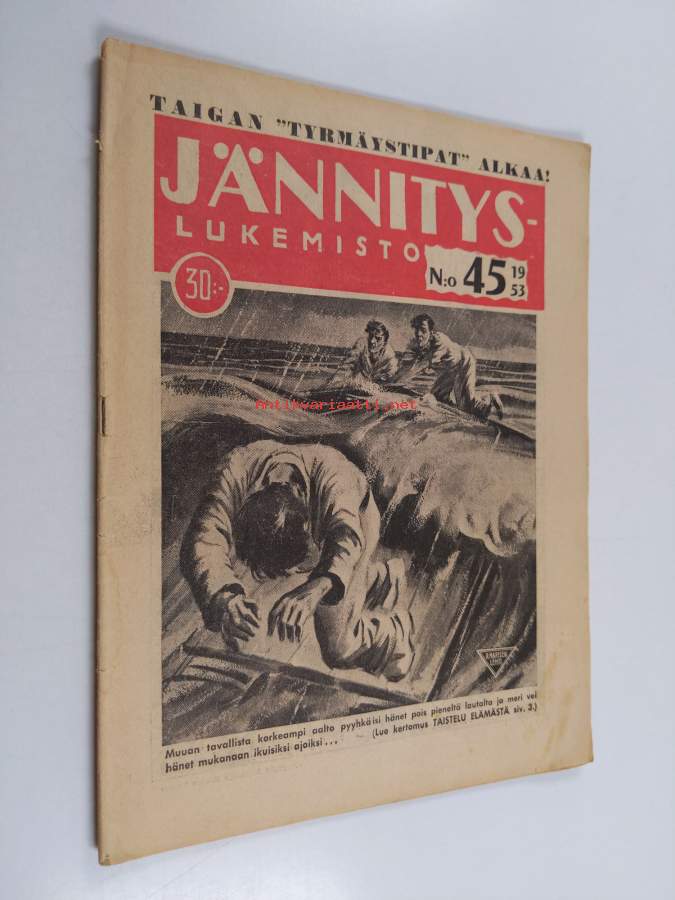 TAIGAN "TYRMÄYSTIPAT" ALKAA!
JÄNNITYS-
LUKEMISTO
N:o 45 19
53
30:-
antikvariaatti.net
Muuan tavallista korkeampi aalto pyyhkäisi hänet pois pieneltä lautalta ja meri vei
hänet mukanaan ikuisiksi ajoiksi... (Lue kertomus TAISTELU ELÄMÄSTÄ siv. 3.)